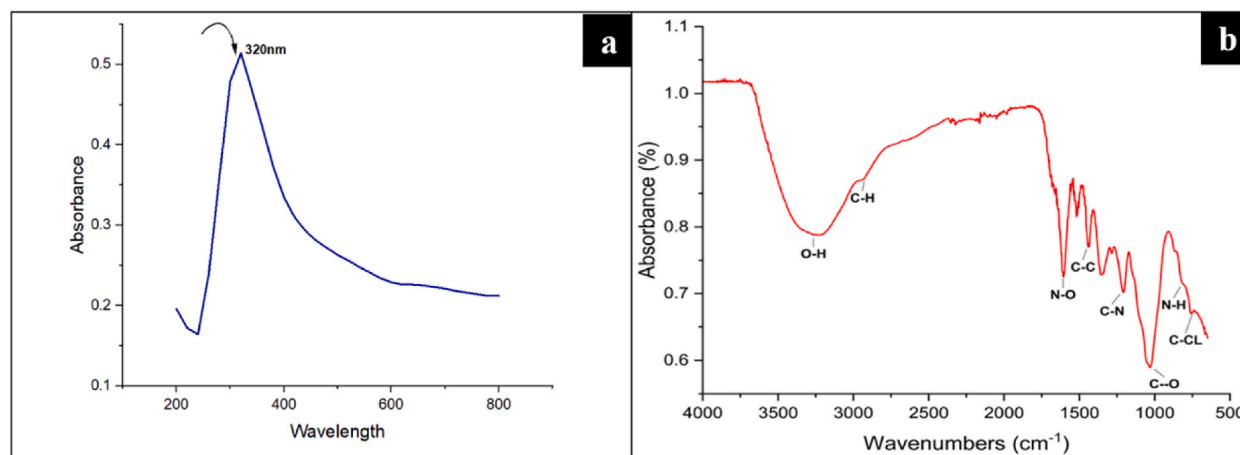 a
320nm
0.5
0.4
0.3
0.2
0.1
200
400
600
800
Absorbance
Wavelength
b
1.1
1.0
0.9
0.8
0.7
0.6
4000
3500
3000
2500
2000
1500
1000
500
Absorbance (%)
Wavenumbers (cm⁻¹)
O-H
C-H
N-O
C-C
C-N
C--O
N-H
C-CL